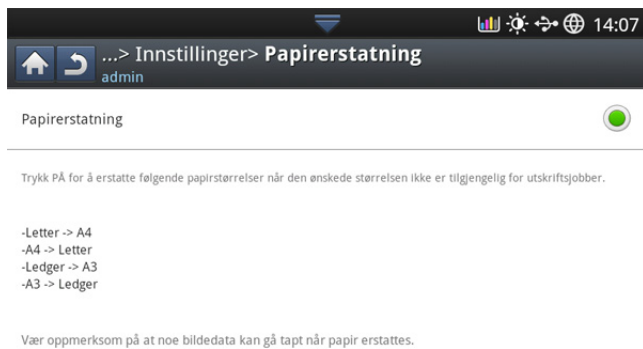 14:07
...> Innstillinger> Papirerstatning
admin
Papirerstatning
Trykk PÅ for å erstatte følgende papirstørrelser når den ønskede størrelsen ikke er tilgjengelig for utskriftsjobber.
-Letter -> A4
-A4 -> Letter
-Ledger -> A3
-A3 -> Ledger
Vær oppmerksom på at noe bildedata kan gå tapt når papir erstattes.